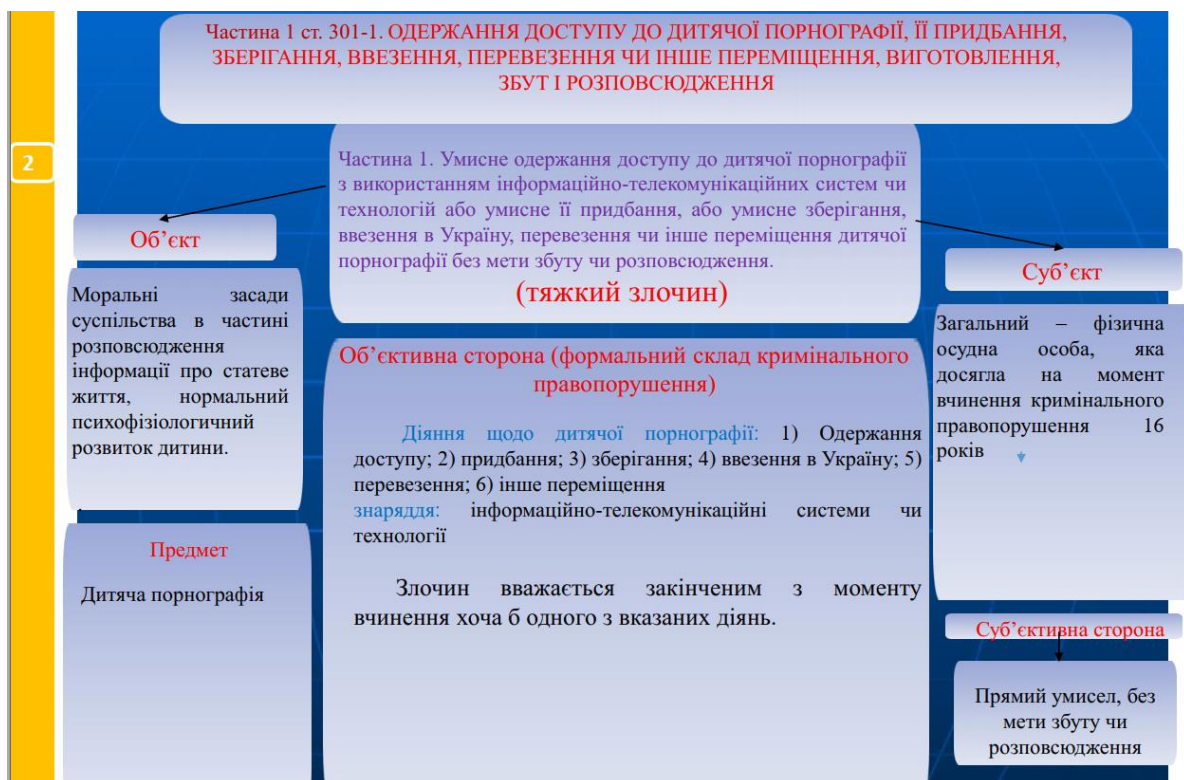 Частина 1 ст. 301-1. ОДЕРЖАННЯ ДОСТУПУ ДО ДИТЯЧОЇ ПОРНОГРАФІЇ, ЇЇ ПРИДБАННЯ,
ЗБЕРІГАННЯ, ВВЕЗЕННЯ, ПЕРЕВЕЗЕННЯ ЧИ ІНШЕ ПЕРЕМІЩЕННЯ, ВИГОТОВЛЕННЯ,
ЗБУТ І РОЗПОВСЮДЖЕННЯ
2
Частина 1. Умисне одержання доступу до дитячої порнографії
з використанням інформаційно-телекомунікаційних систем чи
технологій або умисне її придбання, або умисне зберігання,
ввезення в Україну, перевезення чи інше переміщення дитячої
порнографії без мети збуту чи розповсюдження.
(тяжкий злочин)
Об’єкт
Моральні засади
суспільства в частині
розповсюдження
інформації про статеве
життя, нормальний
психофізіологічний
розвиток дитини.
Предмет
Дитяча порнографія
Об’єктивна сторона (формальний склад кримінального
правопорушення)
Діяння щодо дитячої порнографії: 1) Одержання
доступу; 2) придбання; 3) зберігання; 4) ввезення в Україну; 5)
перевезення; 6) інше переміщення
знаряддя: інформаційно-телекомунікаційні системи чи
технології
Злочин вважається закінченим з моменту
вчинення хоча б одного з вказаних діянь.
Суб’єкт
Загальний – фізична
осудна особа, яка
досягла на момент
вчинення кримінального
правопорушення 16
років
Суб’єктивна сторона
Прямий умисел, без
мети збуту чи
розповсюдження